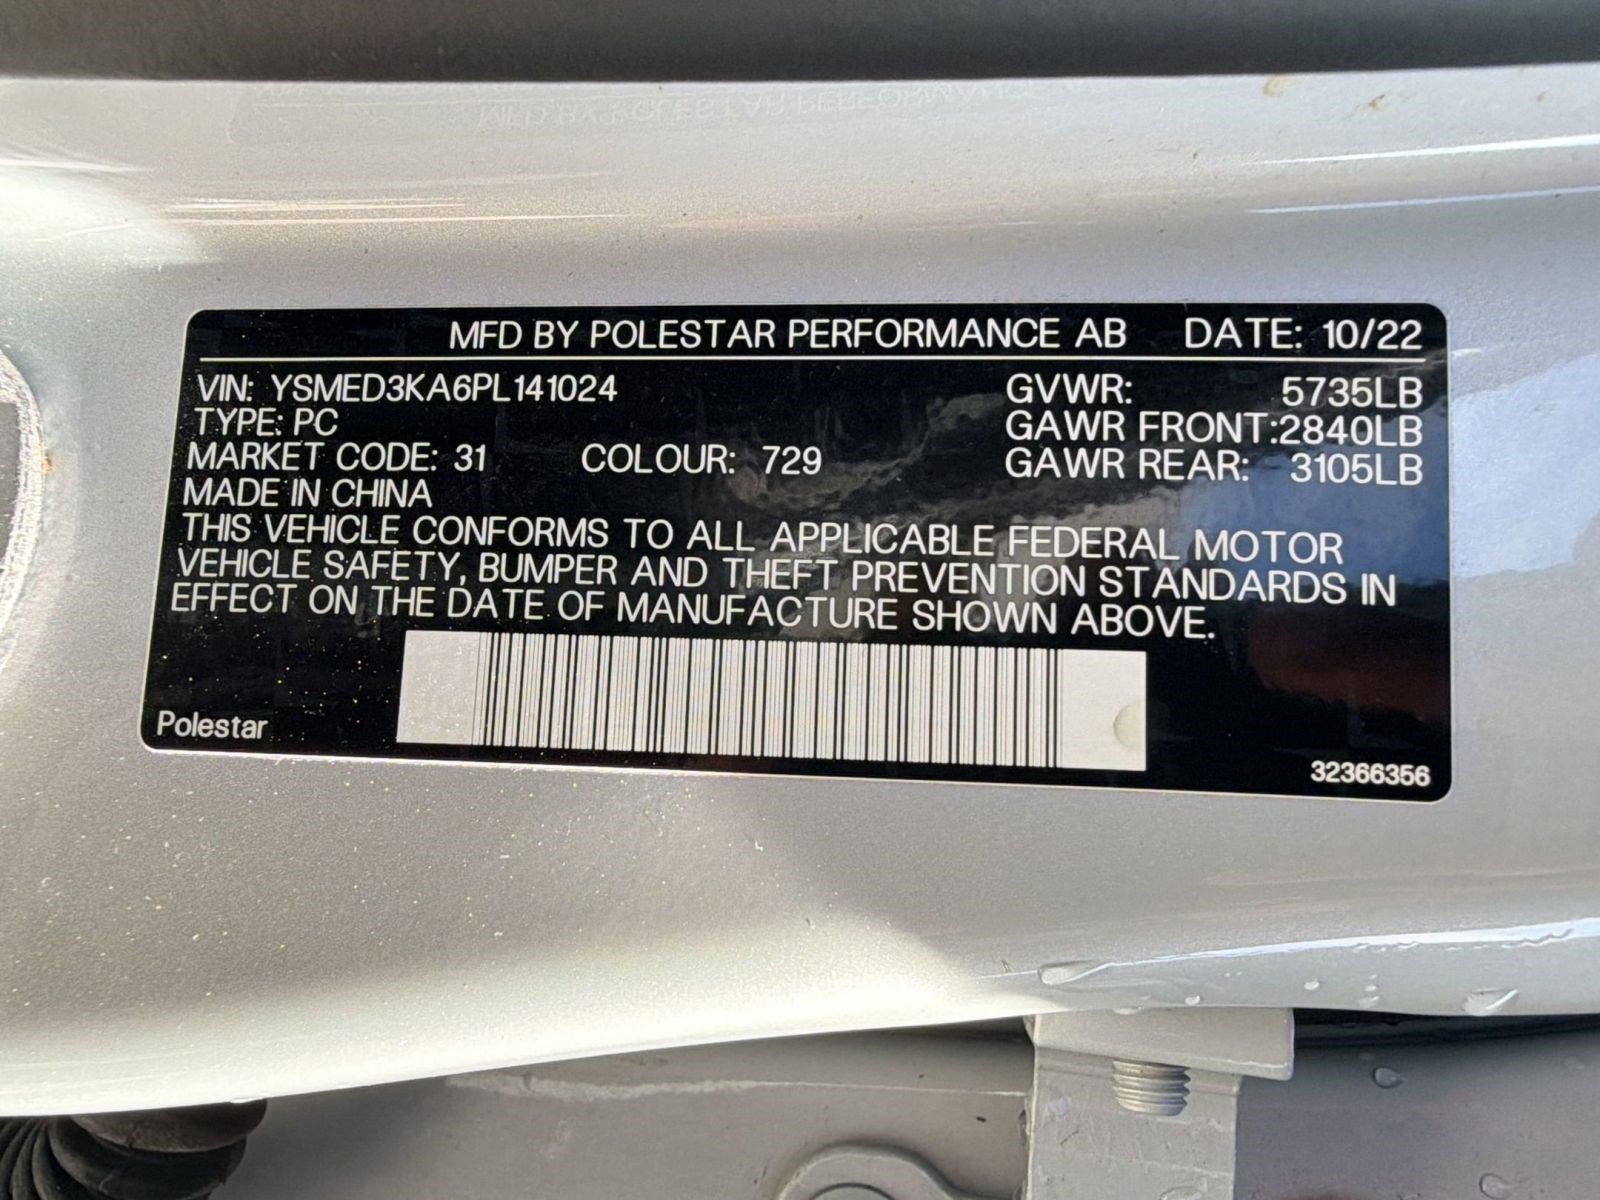 MFD BY POLESTAR PERFORMANCE AB DATE: 10/22
VIN: YSMED3KA6PL141024 GVWR: 5735LB
TYPE: PC GAWR FRONT: 2840LB
MARKET CODE: 31 COLOUR: 729 GAWR REAR: 3105LB
MADE IN CHINA
THIS VEHICLE CONFORMS TO ALL APPLICABLE FEDERAL MOTOR
VEHICLE SAFETY, BUMPER AND THEFT PREVENTION STANDARDS IN
EFFECT ON THE DATE OF MANUFACTURE SHOWN ABOVE.
Polestar
32366356